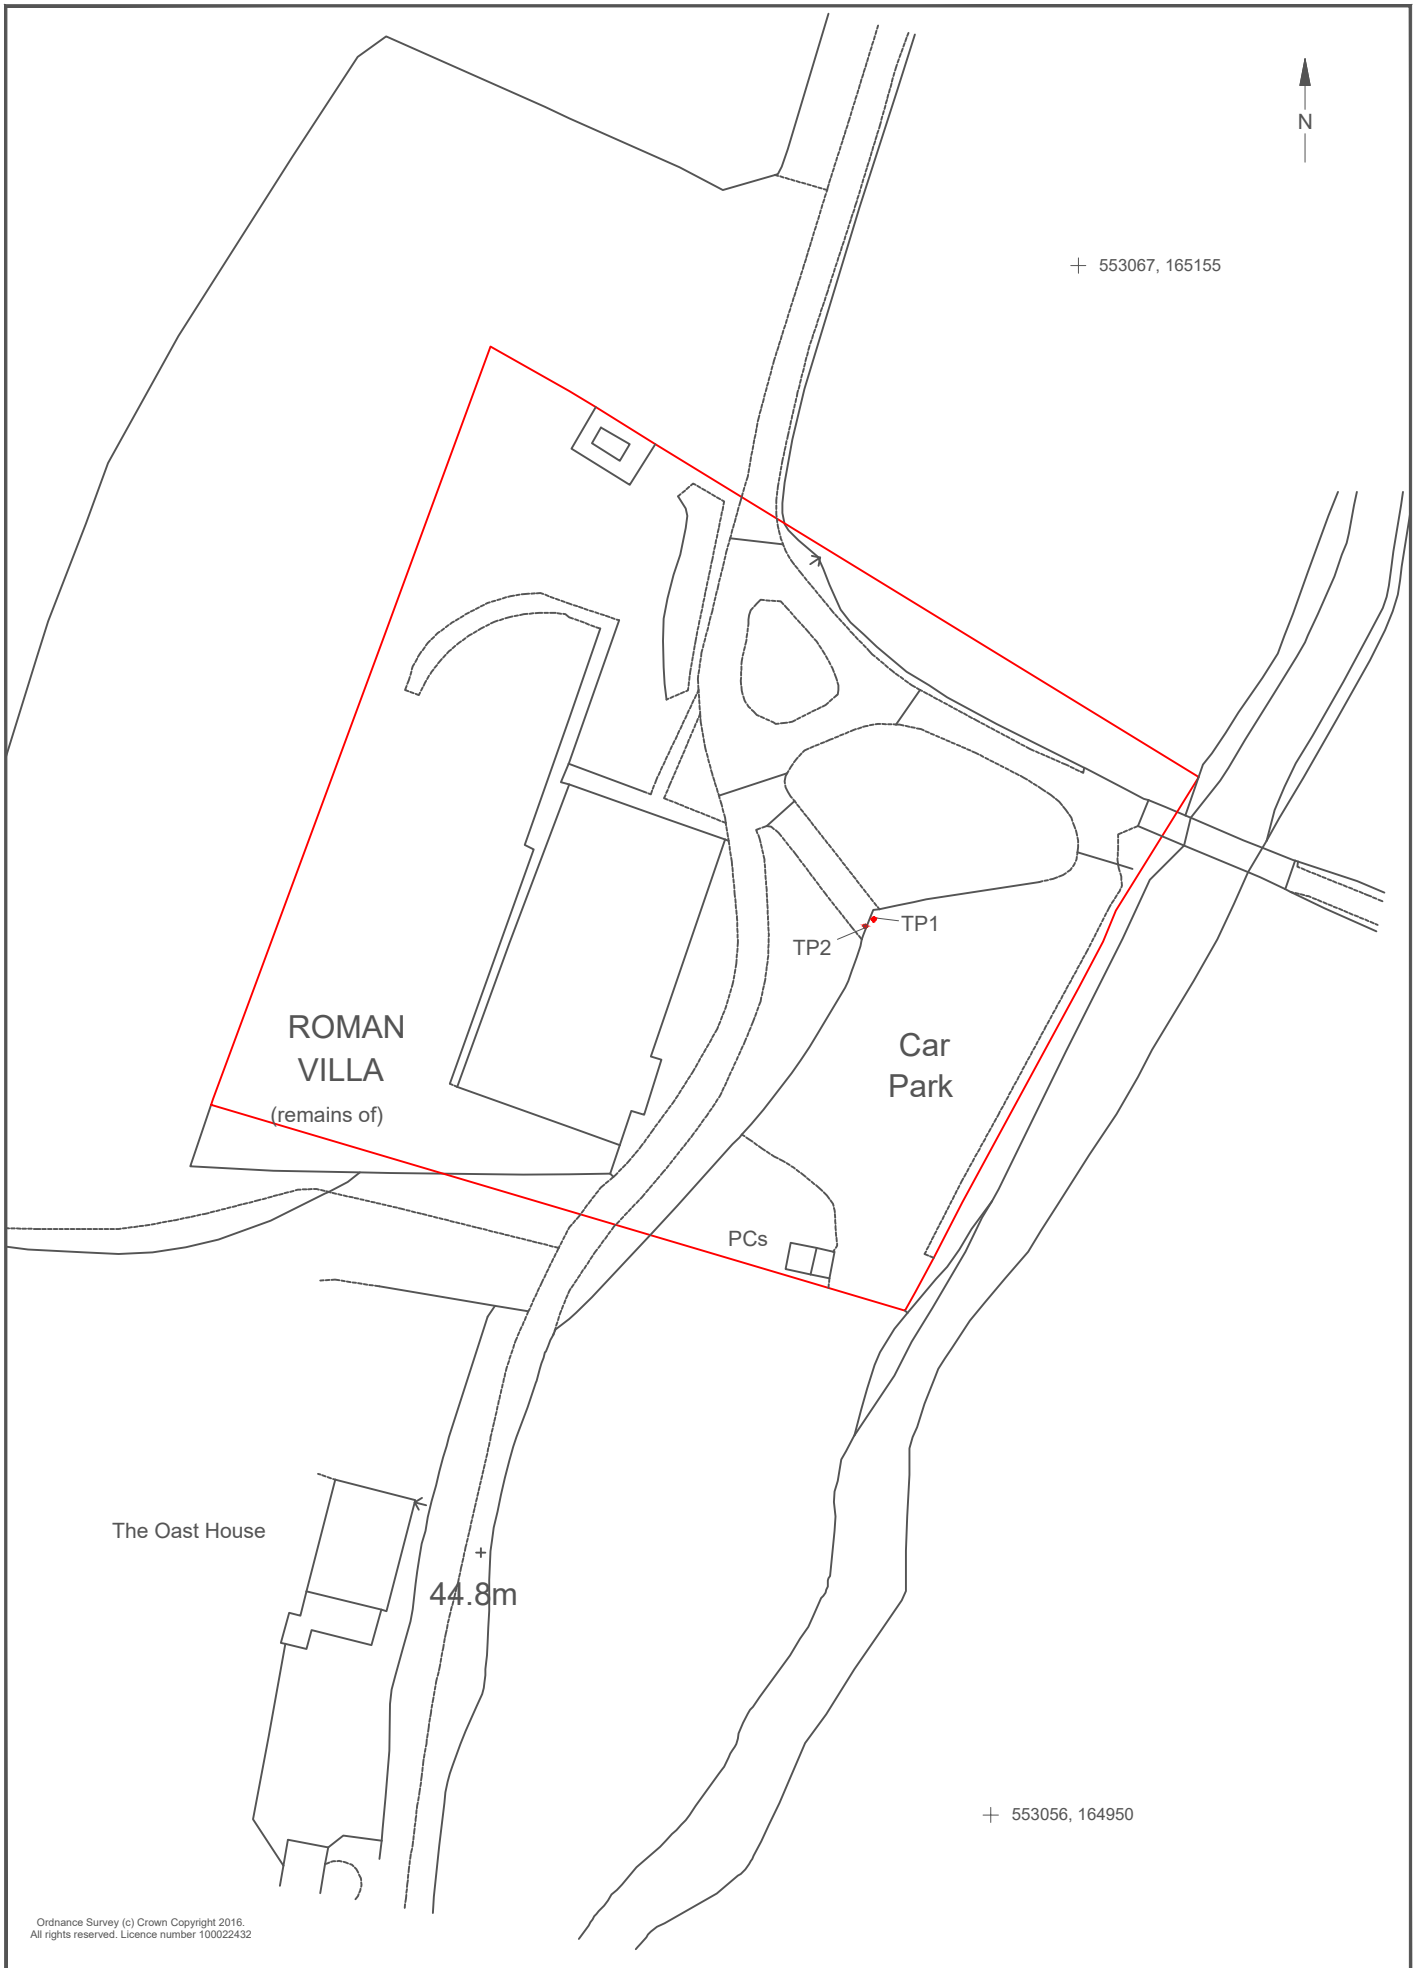 N
553067, 165155
TP1
TP2
ROMAN
VILLA
(remains of)
Car
Park
PCs
The Oast House
44.8m
553056, 164950
Ordnance Survey (c) Crown Copyright 2016.
All rights reserved. Licence number 100022432